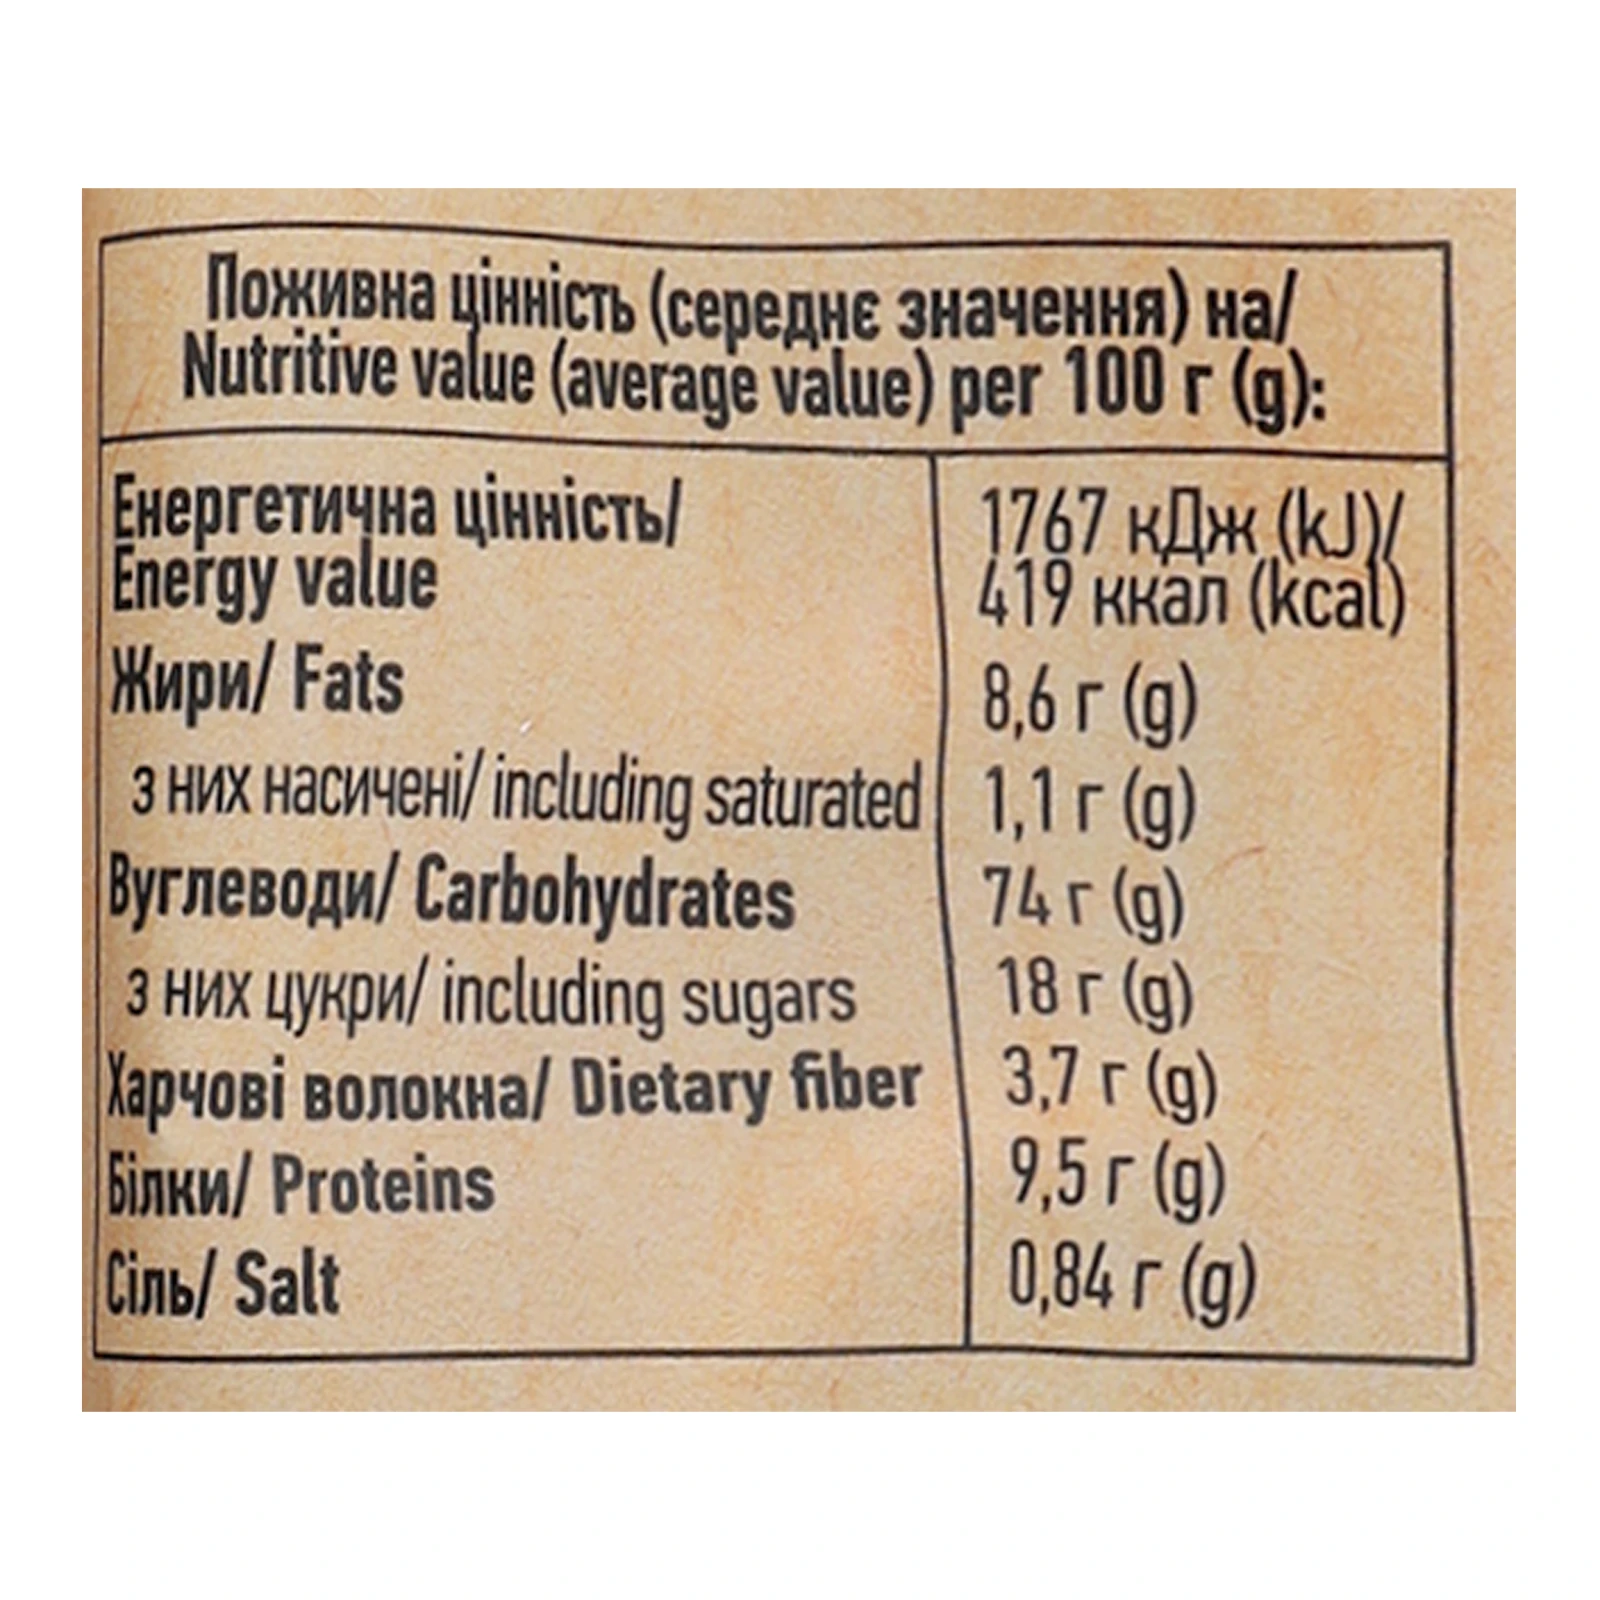 Поживна цінність (середнє значення) на/
Nutritive value (average value) per 100 г (g):
Енергетична цінність/ 1767 кДж (kJ)/
Energy value 419 ккал (kcal)
Жири/ Fats 8,6 г (g)
з них насичені/ including saturated 1,1 г (g)
Вуглеводи/ Carbohydrates 74 г (g)
з них цукри/ including sugars 18 г (g)
Харчові волокна/ Dietary fiber 3,7 г (g)
Білки/ Proteins 9,5 г (g)
Сіль/ Salt 0,84 г (g)